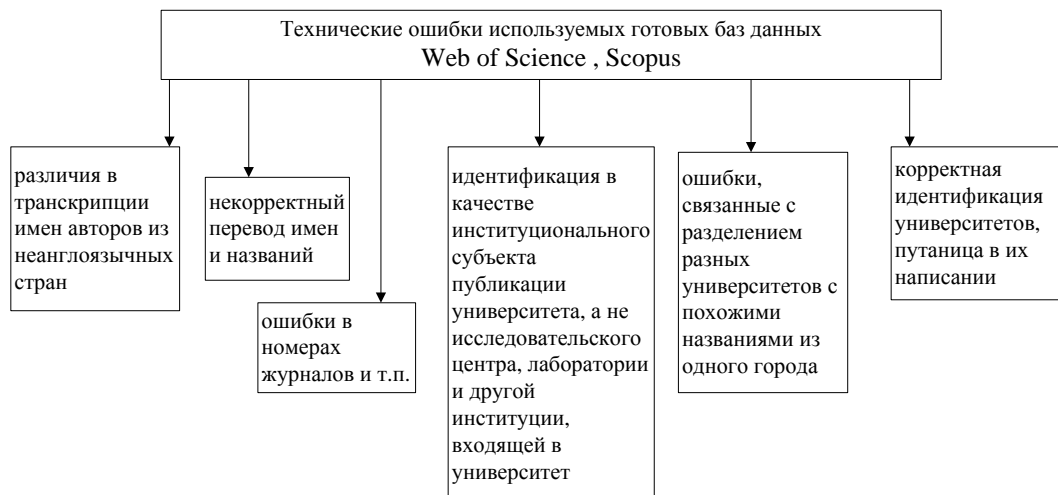 Технические ошибки используемых готовых баз данных
Web of Science , Scopus
различия в
транскрипции
имен авторов из
неанглоязычных
стран
некорректный
перевод имен
и названий
ошибки в
номерах
журналов и т.п.
идентификация в
качестве
институционального
субъекта
публикации
университета, а не
исследовательского
центра, лаборатории
и другой
институции,
входящей в
университет
ошибки,
связанные с
разделением
разных
университетов с
похожими
названиями из
одного города
корректная
идентификация
университетов,
путаница в их
написании